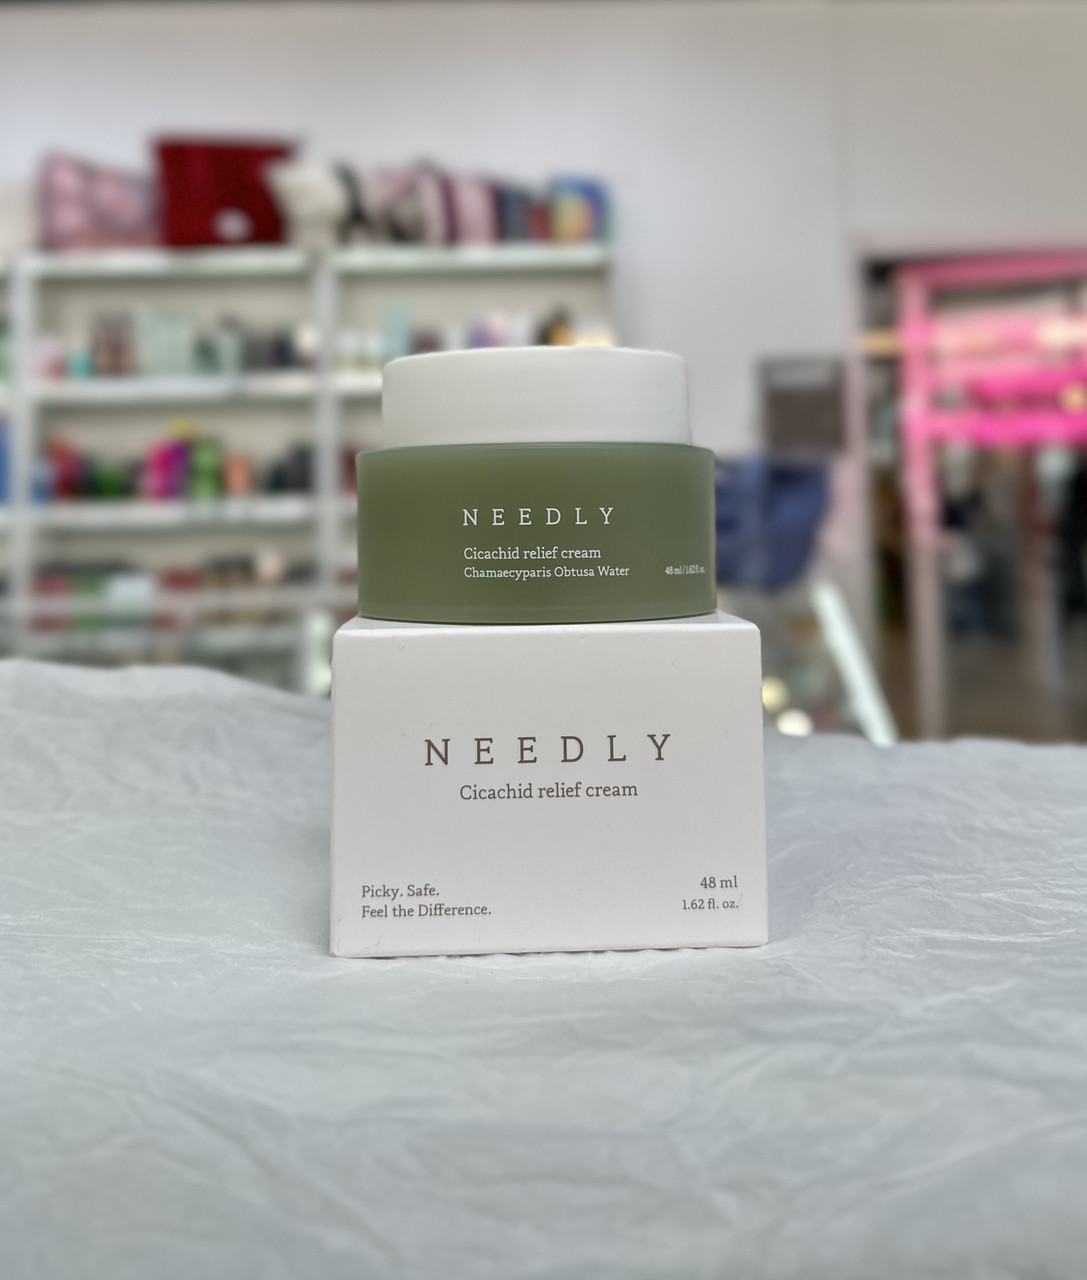 NEEDLY
Cicachid relief cream
Chamaecyparis Obtusa Water
48 ml / 1.62 fl. oz.
NEEDLY
Cicachid relief cream
Picky. Safe.
Feel the Difference.
48 ml
1.62 fl. oz.